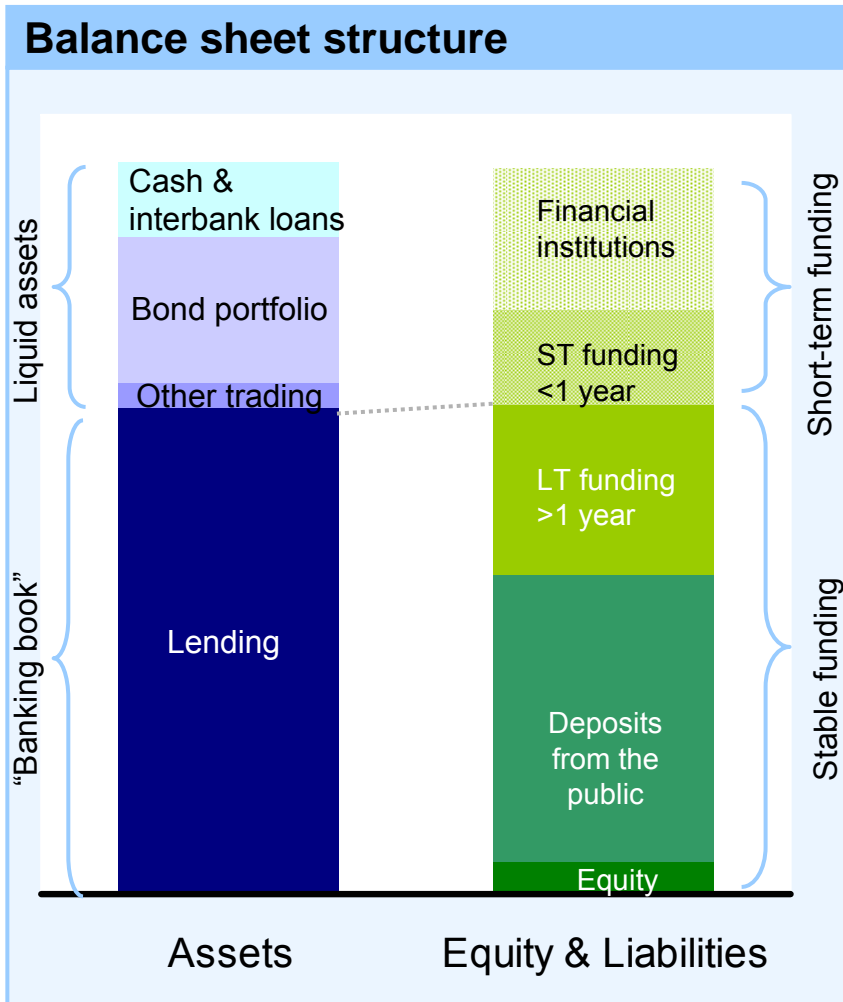 Balance sheet structure
Liquid assets
“Banking book”
Cash &
interbank loans
Bond portfolio
Other trading
Lending
Financial
institutions
ST funding
<1 year
LT funding
>1 year
Deposits
from the
public
Equity
Short-term funding
Stable funding
Assets
Equity & Liabilities